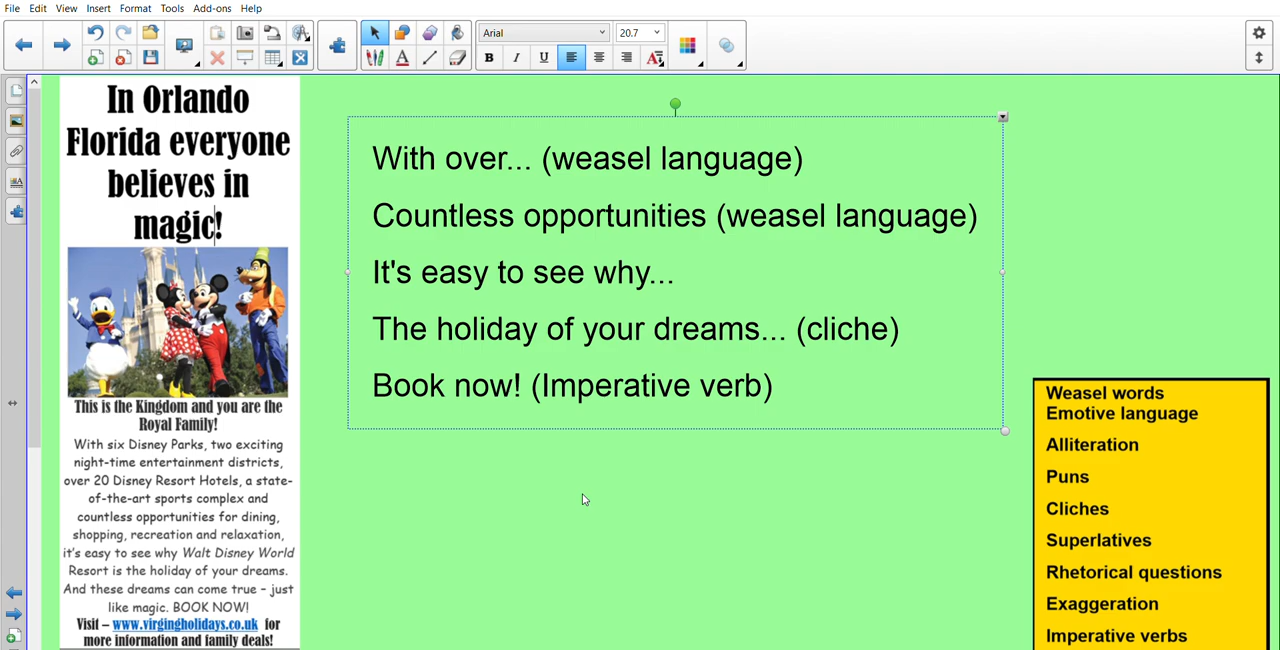 File Edit View Insert Format Tools Add-ons Help
Arial 20.7
B I U
In Orlando
Florida everyone
believes in
magic!
This is the Kingdom and you are the
Royal Family!
With six Disney Parks, two exciting
night-time entertainment districts,
over 20 Disney Resort Hotels, a state-
of-the-art sports complex and
countless opportunities for dining,
shopping, recreation and relaxation,
it's easy to see why Walt Disney World
Resort is the holiday of your dreams.
And these dreams can come true – just
like magic. BOOK NOW!
Visit – www.virgingholidays.co.uk for
more information and family deals!
With over... (weasel language)
Countless opportunities (weasel language)
It's easy to see why...
The holiday of your dreams... (cliche)
Book now! (Imperative verb)
Weasel words
Emotive language
Alliteration
Puns
Cliches
Superlatives
Rhetorical questions
Exaggeration
Imperative verbs